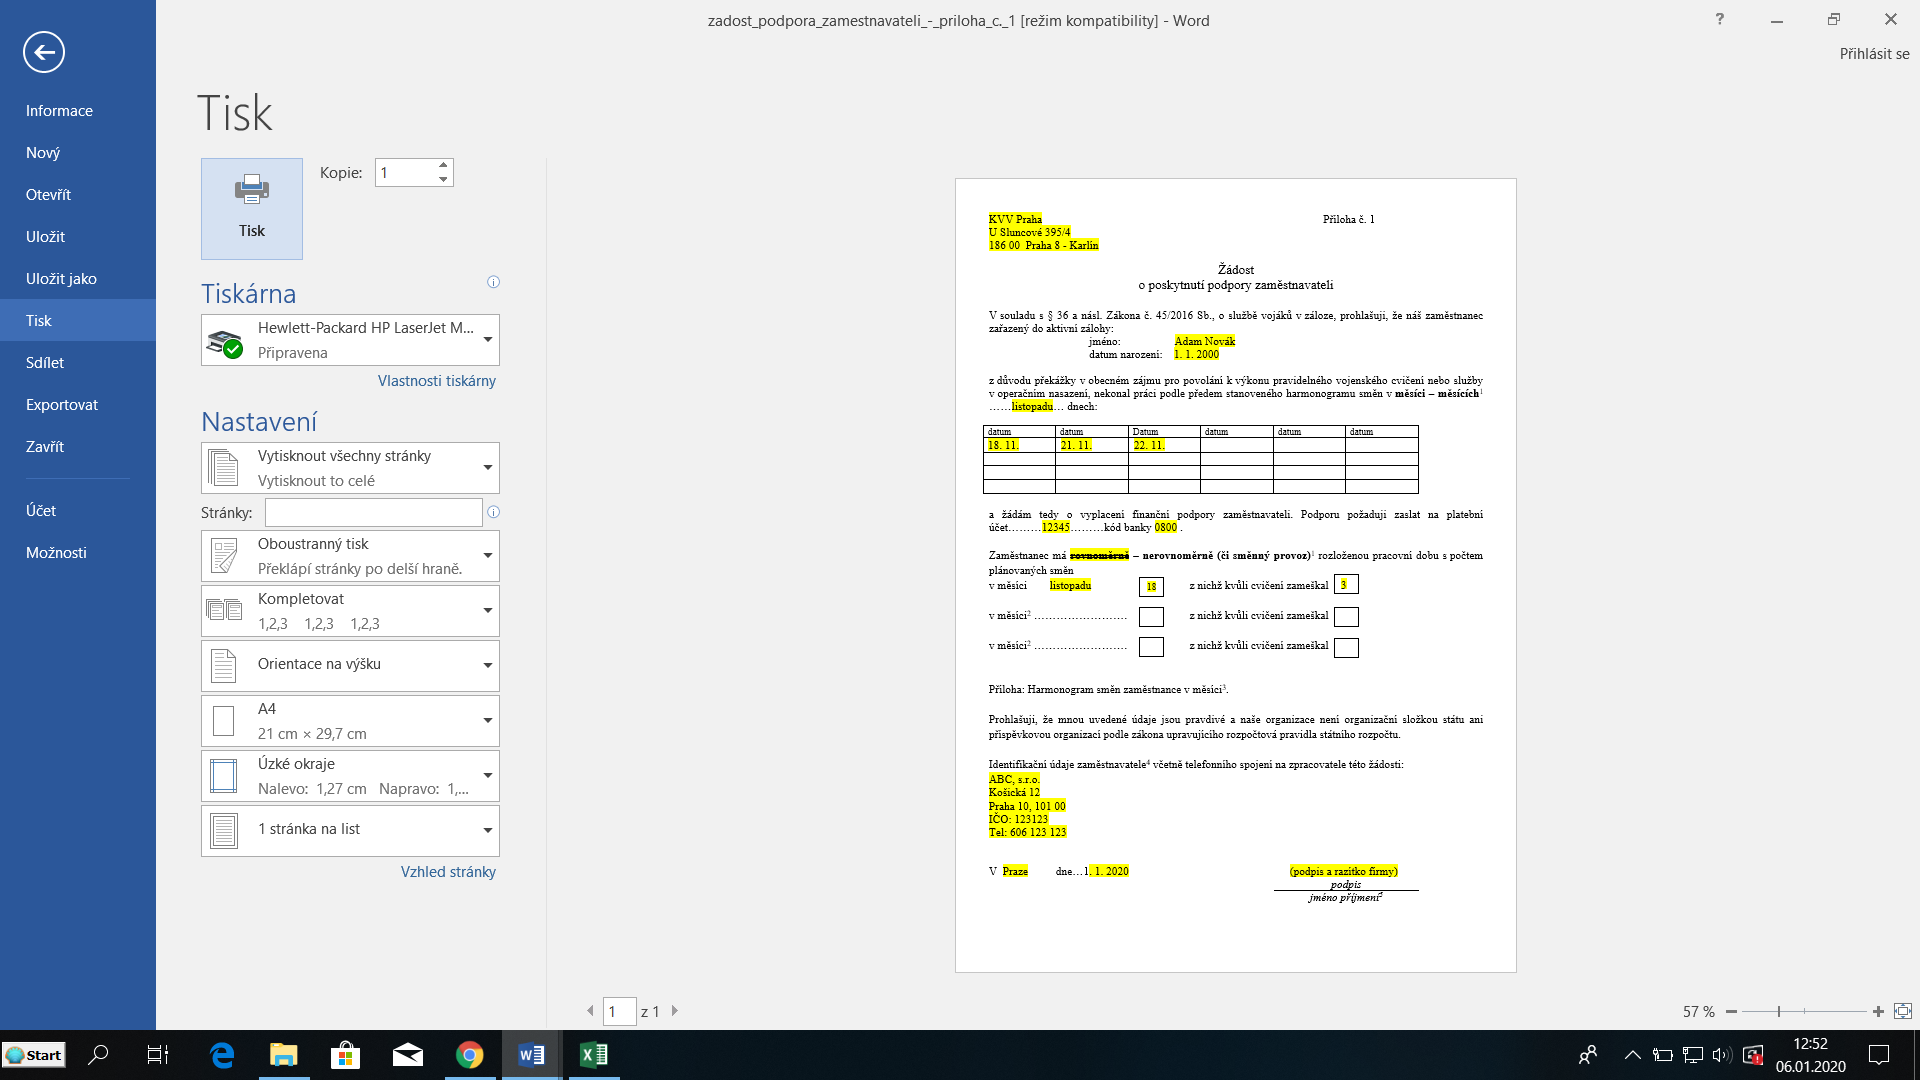 zadost_podpora_zamestnavateli_-_priloha_c._1 [režim kompatibility] - Word
?
Přihlásit se
Informace
Nový
Otevřít
Uložit
Uložit jako
Tisk
Sdílet
Exportovat
Zavřít
Účet
Možnosti
Tisk
Tisk
Kopie: 1
Tiskárna
Hewlett-Packard HP LaserJet M...
Připravena
Vlastnosti tiskárny
Nastavení
Vytisknout všechny stránky
Vytisknout to celé
Stránky:
Oboustranný tisk
Překlápí stránky po delší hraně.
Kompletovat
1,2,3 1,2,3 1,2,3
Orientace na výšku
A4
21 cm × 29,7 cm
Úzké okraje
Nalevo: 1,27 cm Napravo: 1,...
1 stránka na list
Vzhled stránky
KVV Praha Příloha č. 1
U Sluncové 395/4
186 00 Praha 8 - Karlín
Žádost
o poskytnutí podpory zaměstnavateli
V souladu s § 36 a násl. Zákona č. 45/2016 Sb., o službě vojáků v záloze, prohlašuji, že náš zaměstnanec
zařazený do aktivní zálohy:
jméno: Adam Novák
datum narození: 1. 1. 2000
z důvodu překážky v obecném zájmu pro povolání k výkonu pravidelného vojenského cvičení nebo služby
v operačním nasazení, nekonal práci podle předem stanoveného harmonogramu směn v měsíci – měsících1
……listopadu… dnech:
datum datum Datum datum datum datum
18. 11. 21. 11. 22. 11.
a žádám tedy o vyplacení finanční podpory zaměstnavateli. Podporu požaduji zaslat na platební
účet………12345………kód banky 0800 .
Zaměstnanec má rovnoměrně – nerovnoměrně (či směnný provoz)1 rozloženou pracovní dobu s počtem
plánovaných směn
v měsíci listopadu 18 z nichž kvůli cvičení zameškal 3
v měsíci2 ……………………. z nichž kvůli cvičení zameškal
v měsíci2 ……………………. z nichž kvůli cvičení zameškal
Příloha: Harmonogram směn zaměstnance v měsíci3.
Prohlašuji, že mnou uvedené údaje jsou pravdivé a naše organizace není organizační složkou státu ani
příspěvkovou organizací podle zákona upravujícího rozpočtová pravidla státního rozpočtu.
Identifikační údaje zaměstnavatele4 včetně telefonního spojení na zpracovatele této žádosti:
ABC, s.r.o.
Košická 12
Praha 10, 101 00
IČO: 123123
Tel: 606 123 123
V Praze dne…1. 1. 2020 (podpis a razítko firmy)
podpis
jméno příjmení5
1 z 1
57 %
Start
12:52
06.01.2020